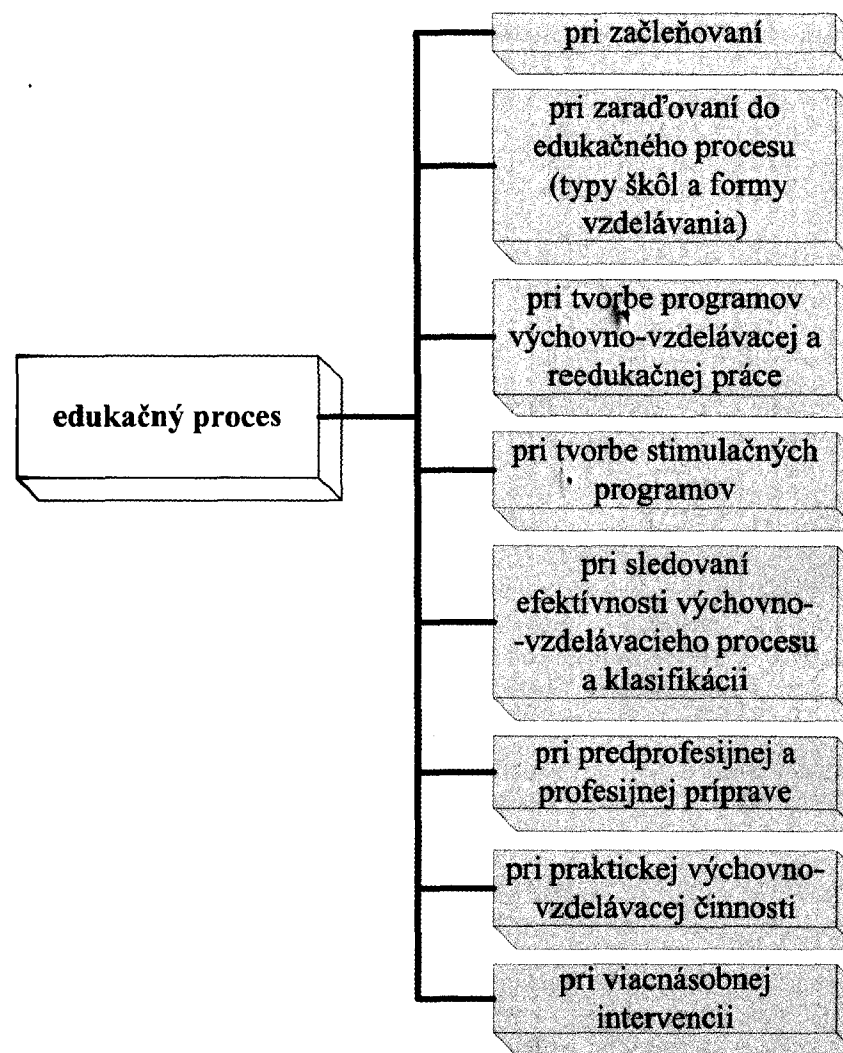 pri začleňovaní
pri zaraďovaní do
edukačného procesu
(typy škôl a formy
vzdelávania)
pri tvorbe programov
výchovno-vzdelávacej a
reedukačnej práce
edukačný proces
pri tvorbe stimulačných
programov
pri sledovaní
efektívnosti výchovno-
-vzdelávacieho procesu
a klasifikácii
pri predprofesijnej a
profesijnej príprave
pri praktickej výchovno-
vzdelávacej činnosti
pri viacnásobnej
intervencii